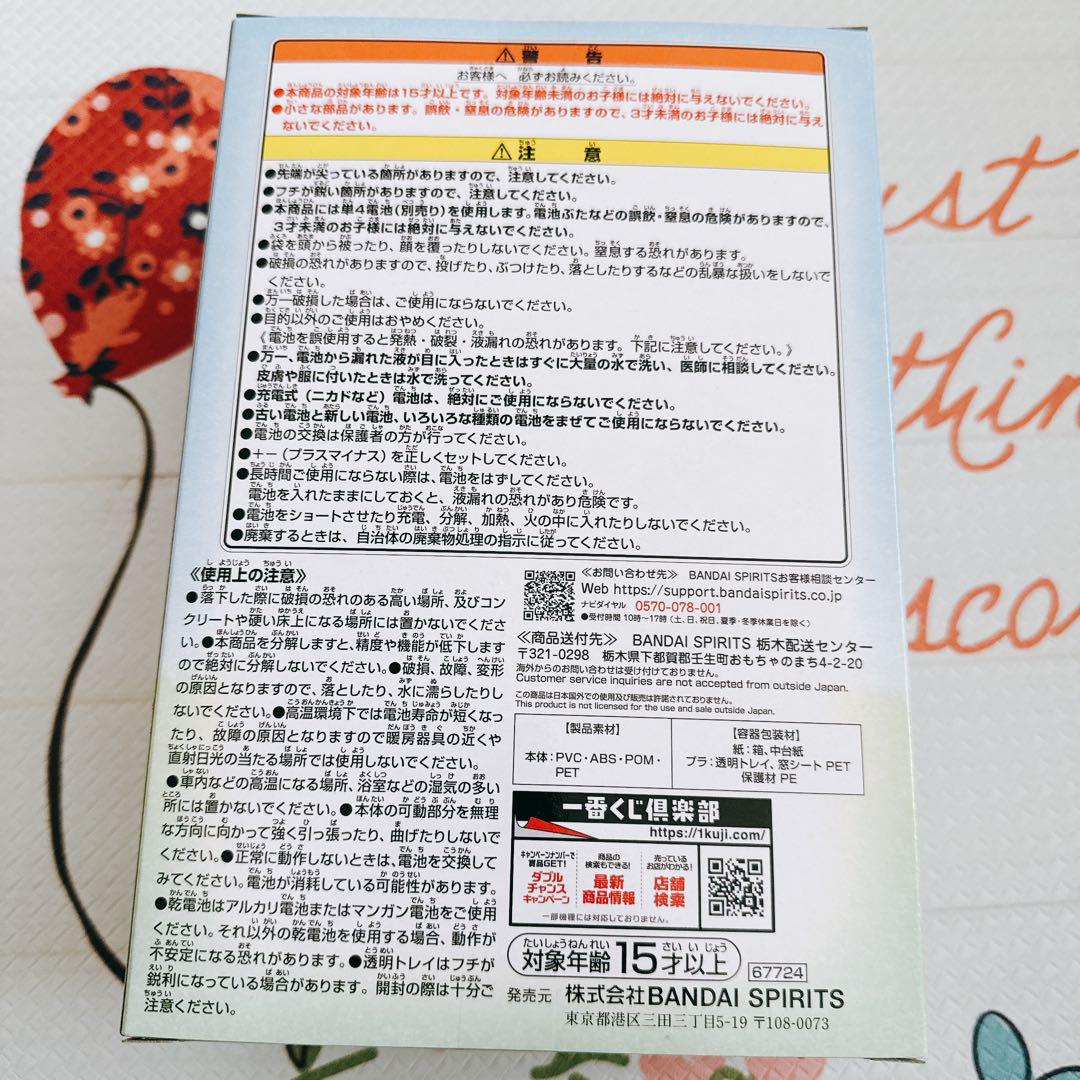 ⚠警告
お客様へ 必ずお読みください。
●本商品の対象年齢は15才以上です。対象年齢未満のお子様には絶対に与えないでください。
●小さな部品があります。誤飲・窒息の危険がありますので、3才未満のお子様には絶対に与え
ないでください。
⚠注意
●先端が尖っている箇所がありますので、注意してください。
●フチが鋭い箇所がありますので、注意してください。
●本商品には単4電池(別売り)を使用します。電池ぶたなどの誤飲・窒息の危険がありますので、
3才未満のお子様には絶対に与えないでください。
●袋を頭から被ったり、顔を覆ったりしないでください。窒息する恐れがあります。
●破損の恐れがありますので、投げたり、ぶつけたり、落としたりするなどの乱暴な扱いをしないで
ください。
●万一破損した場合は、ご使用にならないでください。
●目的以外のご使用はおやめください。
《電池を誤使用すると発熱・破裂・液漏れの恐れがあります。下記に注意してください。》
●万一、電池から漏れた液が目に入ったときはすぐに大量の水で洗い、医師に相談してください。
皮膚や服に付いたときは水で洗ってください。
●充電式(ニカドなど)電池は、絶対にご使用にならないでください。
●古い電池と新しい電池、いろいろな種類の電池をまぜてご使用にならないでください。
●電池の交換は保護者の方が行ってください。
●+-(プラスマイナス)を正しくセットしてください。
●長時間ご使用にならない際は、電池をはずしてください。
電池を入れたままにしておくと、液漏れの恐れがあり危険です。
●電池をショートさせたり充電、分解、加熱、火の中に入れたりしないでください。
●廃棄するときは、自治体の廃棄物処理の指示に従ってください。
《使用上の注意》
●落下した際に破損の恐れのある高い場所、及びコン
クリートや硬い床上になる場所には置かないでくださ
い。●本商品を分解しますと、精度や機能が低下します
ので絶対に分解しないでください。●破損、故障、変形
の原因となりますので、落としたり、水に濡らしたりし
ないでください。●高温環境下では電池寿命が短くなっ
たり、故障の原因となりますので暖房器具の近くや
直射日光の当たる場所では使用しないでください。
●車内などの高温になる場所、浴室などの湿気の多い
所には置かないでください。●本体の可動部分を無理
な方向に向かって強く引っ張ったり、曲げたりしないで
ください。●正常に動作しないときは、電池を交換して
みてください。電池が消耗している可能性があります。
●乾電池はアルカリ電池またはマンガン電池をご使用
ください。それ以外の乾電池を使用する場合、動作が
不安定になる恐れがあります。●透明トレイはフチが
鋭利になっている場合があります。開封の際は十分ご
注意ください。
≪お問い合わせ先≫ BANDAI SPIRITSお客様相談センター
Web https://support.bandaispirits.co.jp
ナビダイヤル 0570-078-001
●受付時間 10時～17時(土、日、祝日、夏季・冬季休業日を除く)
≪商品送付先≫ BANDAI SPIRITS 栃木配送センター
〒321-0298 栃木県下都賀郡壬生町おもちゃのまち4-2-20
海外からのお問い合わせは受け付けておりません。
Customer service inquiries are not accepted from outside Japan.
この商品は日本国外での使用及び販売は許諾されておりません。
This product is not licensed for the use and sale outside Japan.
【製品素材】
本体:PVC・ABS・POM・
PET
【容器包装材】
紙:箱、中台紙
プラ:透明トレイ、窓シート PET
保護材 PE
一番くじ倶楽部
https://1kuji.com/
キャンペーンナンバーで
賞品GET!
ダブル
チャンス
キャンペーン
商品の
検索もできる!
最新
商品情報
売っている
お店がわかる!
店舗
検索
一部機種には対応しておりません。
対象年齢15才以上
67724
発売元 株式会社BANDAI SPIRITS
東京都港区三田三丁目5-19 〒108-0073